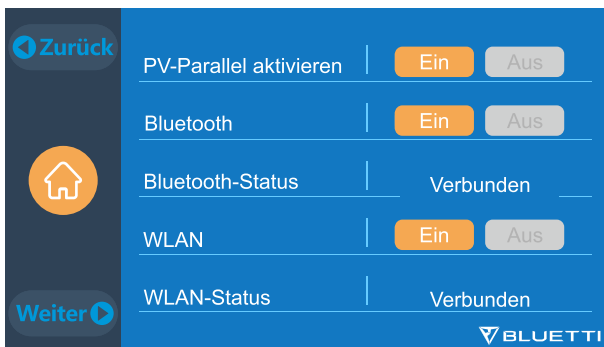 Zurück
PV-Parallel aktivieren Ein Aus
Bluetooth Ein Aus
Bluetooth-Status Verbunden
WLAN Ein Aus
WLAN-Status Verbunden
Weiter
BLUETTI